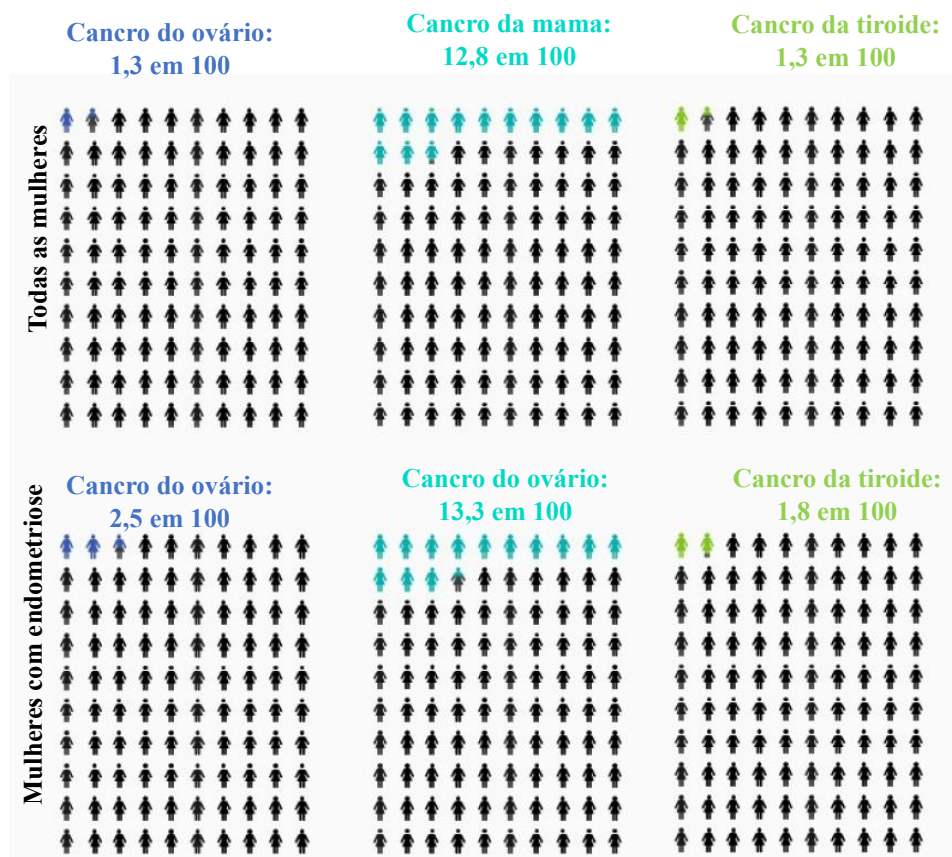 Cancro do ovário:
1,3 em 100
Cancro da mama:
12,8 em 100
Cancro da tiroide:
1,3 em 100
Todas as mulheres
Cancro do ovário:
2,5 em 100
Cancro do ovário:
13,3 em 100
Cancro da tiroide:
1,8 em 100
Mulheres com endometriose